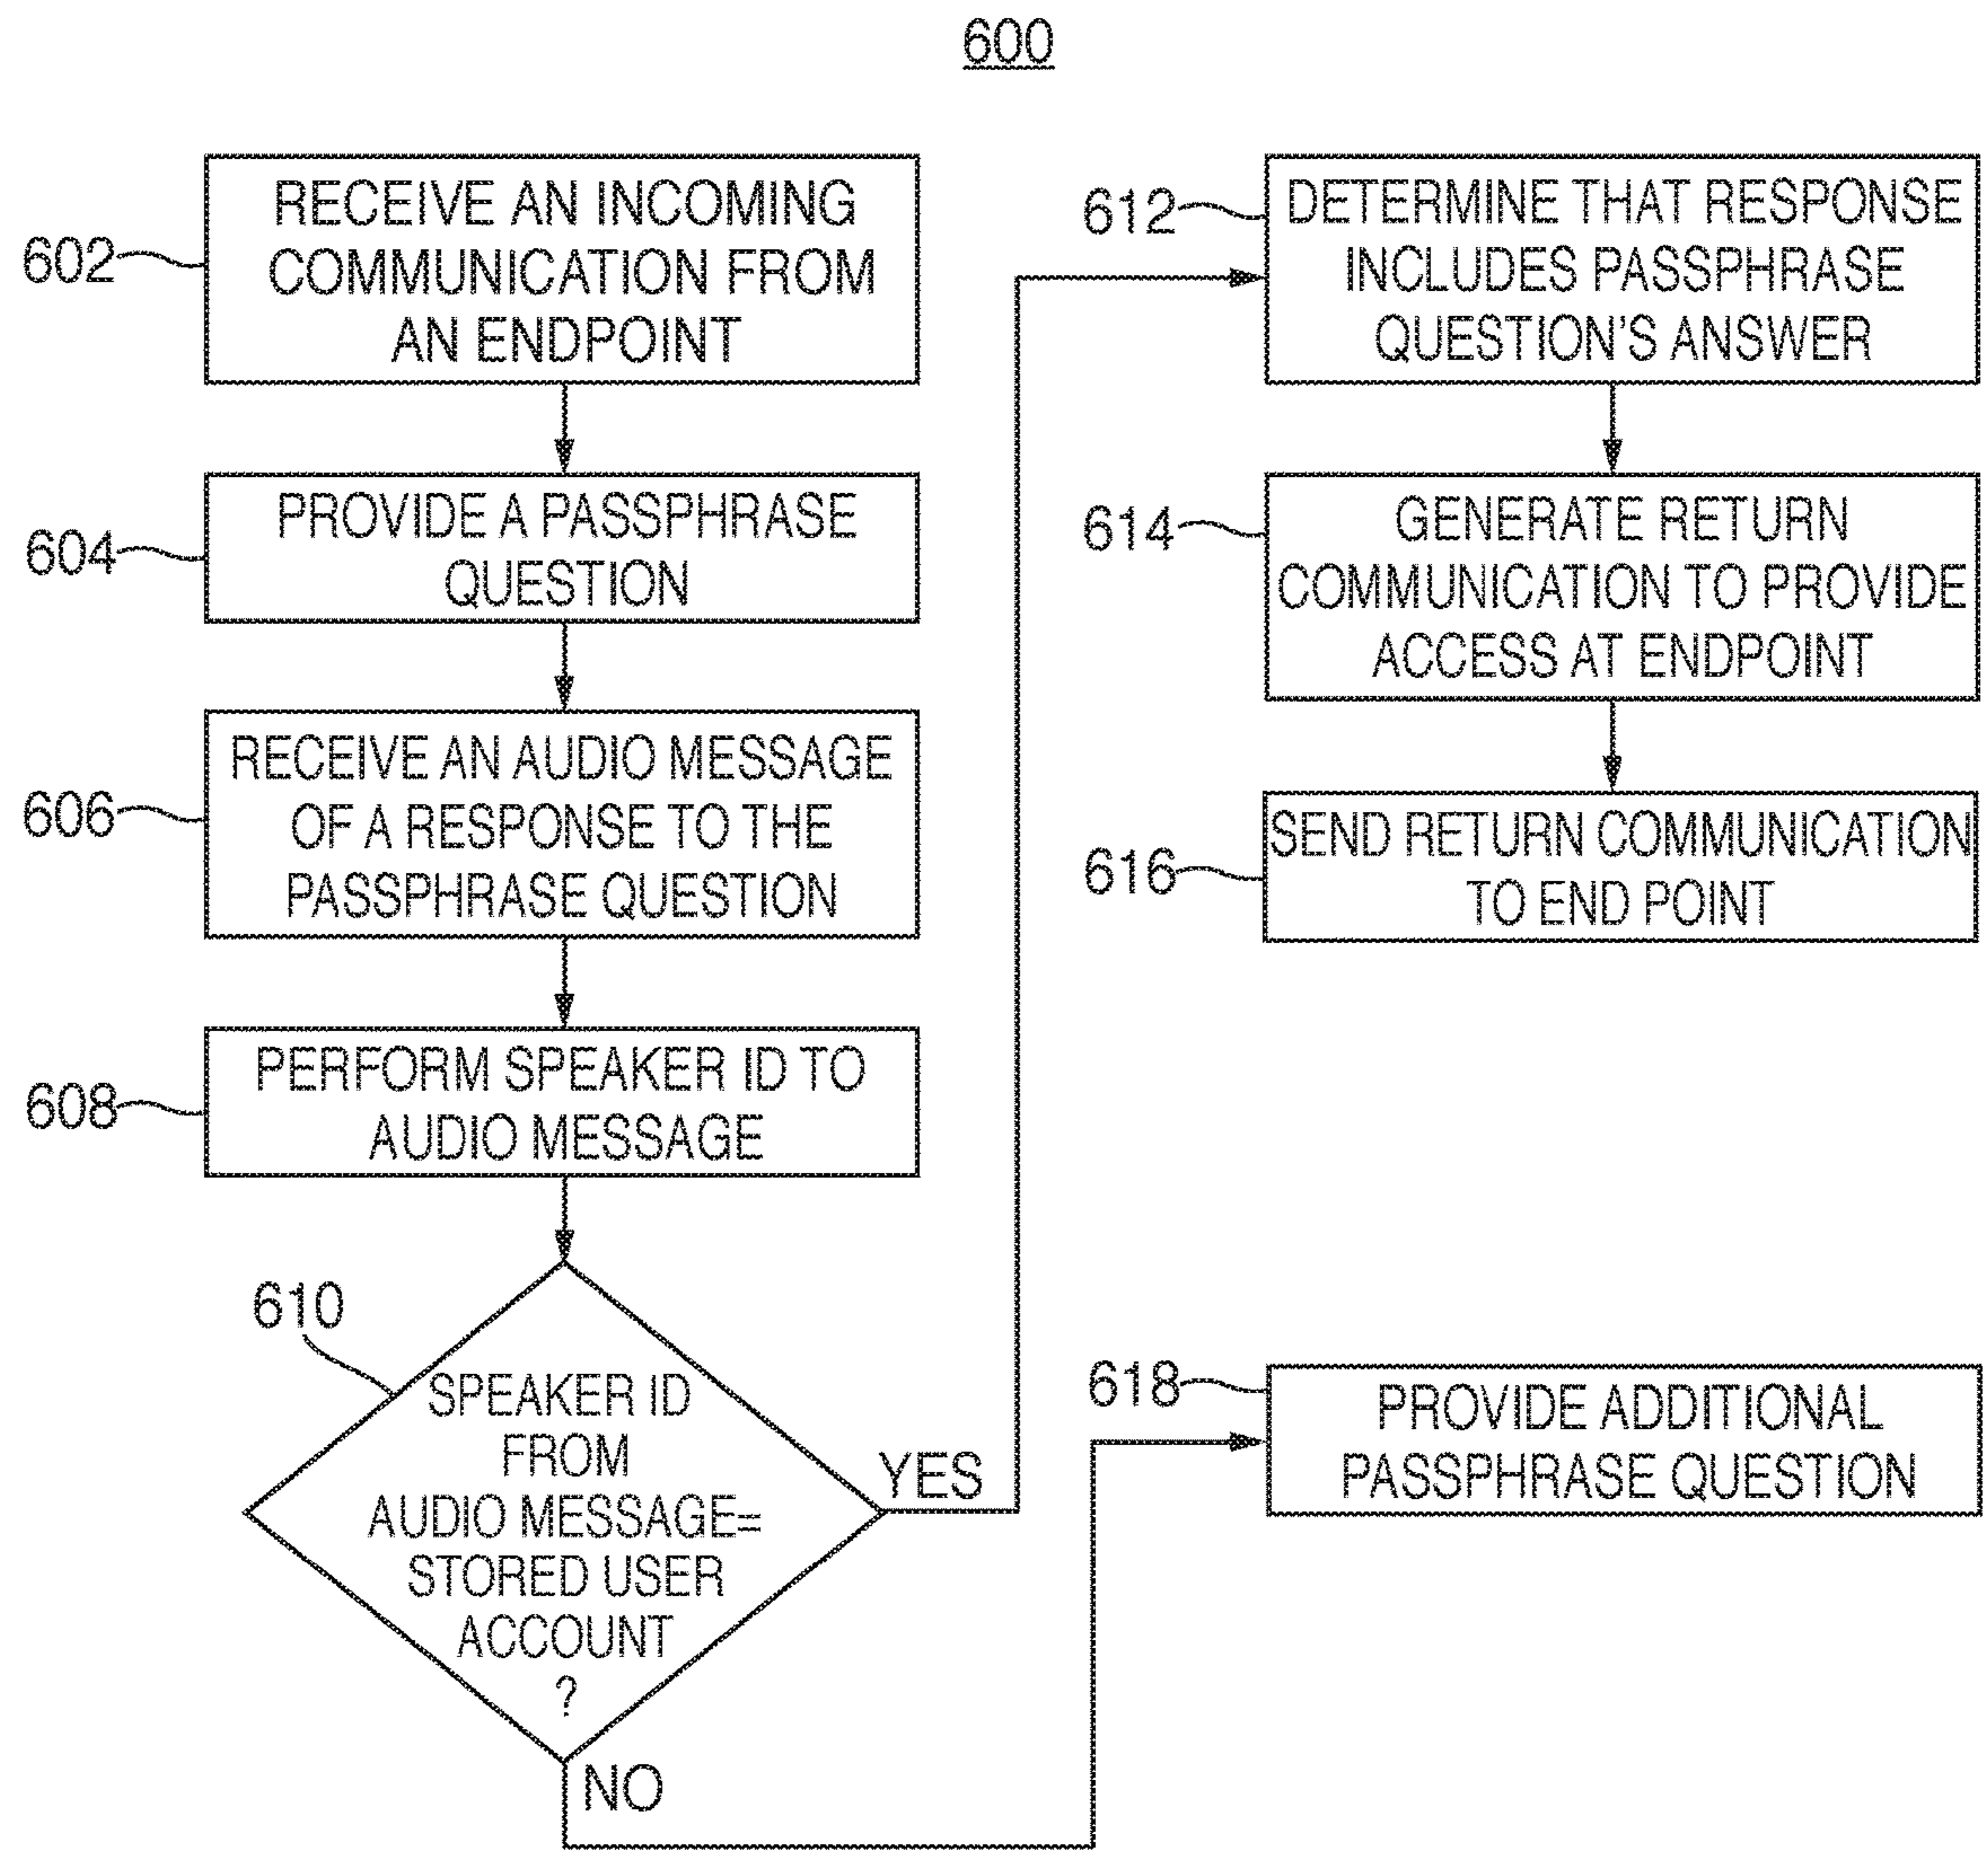 600
602
RECEIVE AN INCOMING
COMMUNICATION FROM
AN ENDPOINT
604
PROVIDE A PASSPHRASE
QUESTION
606
RECEIVE AN AUDIO MESSAGE
OF A RESPONSE TO THE
PASSPHRASE QUESTION
608
PERFORM SPEAKER ID TO
AUDIO MESSAGE
610
SPEAKER ID
FROM
AUDIO MESSAGE=
STORED USER
ACCOUNT
?
YES
NO
612
DETERMINE THAT RESPONSE
INCLUDES PASSPHRASE
QUESTION'S ANSWER
614
GENERATE RETURN
COMMUNICATION TO PROVIDE
ACCESS AT ENDPOINT
616
SEND RETURN COMMUNICATION
TO END POINT
618
PROVIDE ADDITIONAL
PASSPHRASE QUESTION